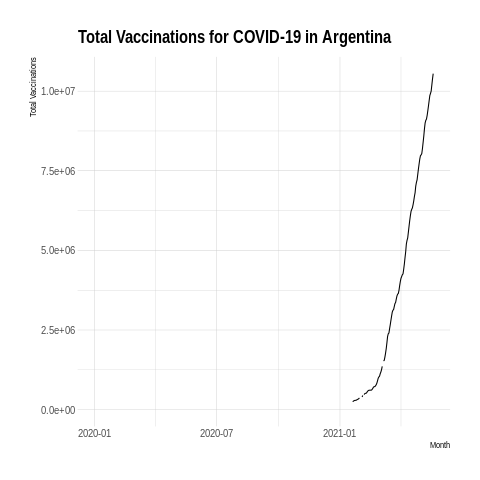 Total Vaccinations for COVID-19 in Argentina
Total Vaccinations
1.0e+07
7.5e+06
5.0e+06
2.5e+06
0.0e+00
2020-01 2020-07 2021-01
Month